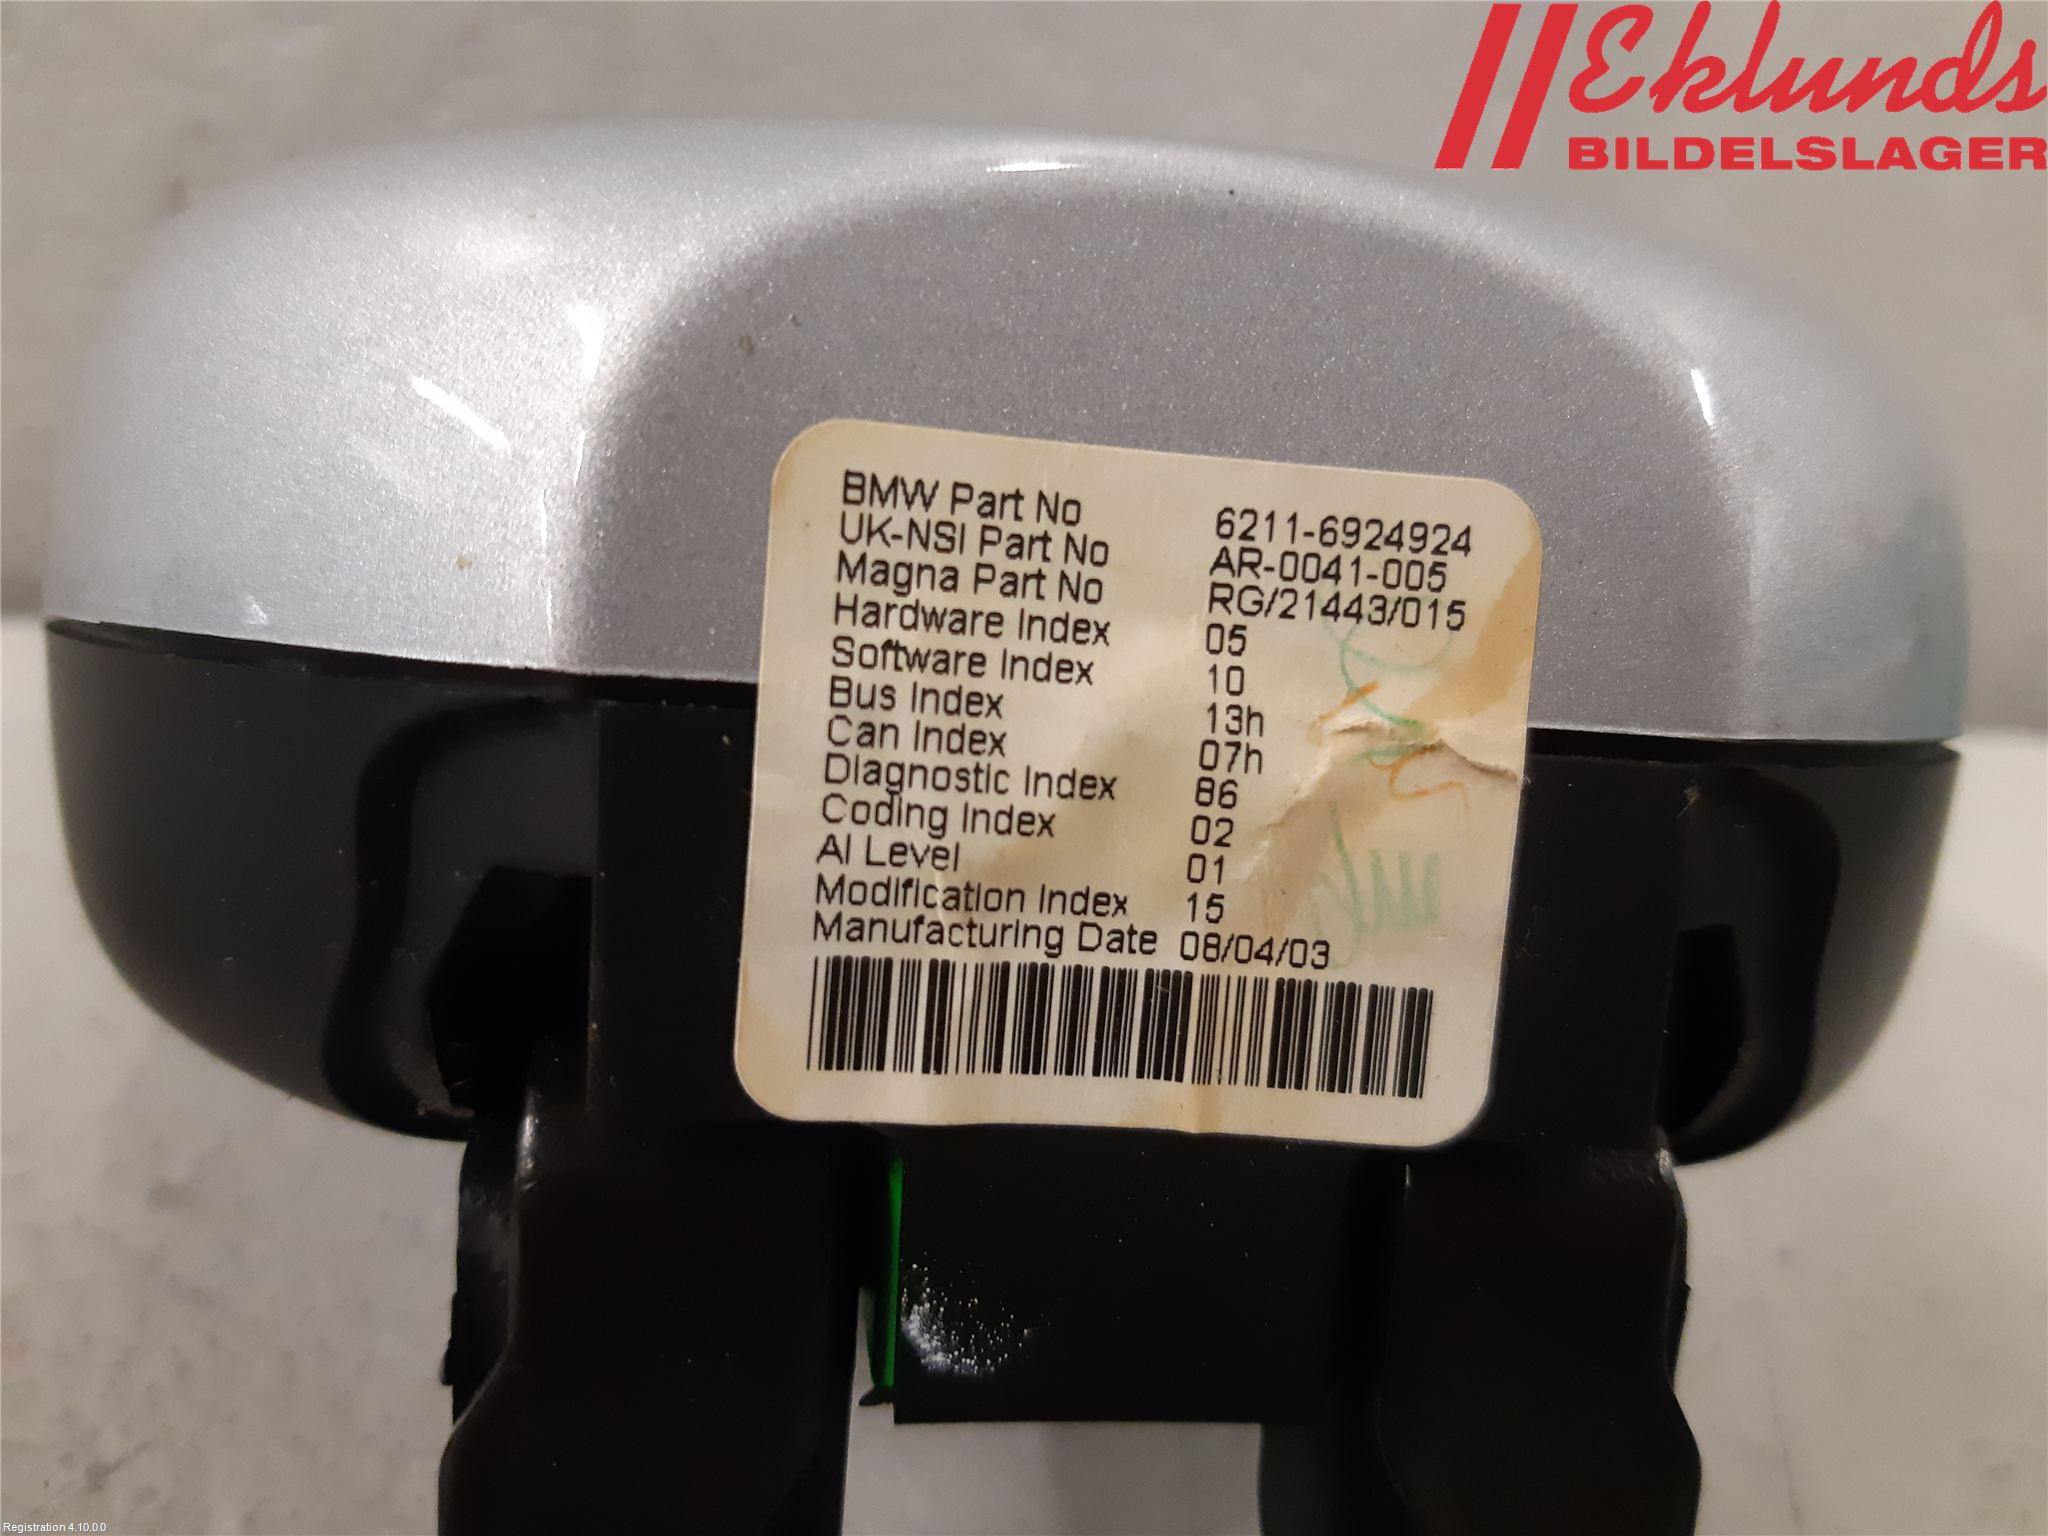 Eklunds
BILDELSLAGER
BMW Part No 6211-6924924
UK-NSI Part No AR-0041-005
Magna Part No RG/21443/015
Hardware Index 05
Software Index 10
Bus Index 13h
Can Index 07h
Diagnostic Index 86
Coding Index 02
AI Level 01
Modification Index 15
Manufacturing Date 08/04/03
Registration 4.10.0.0